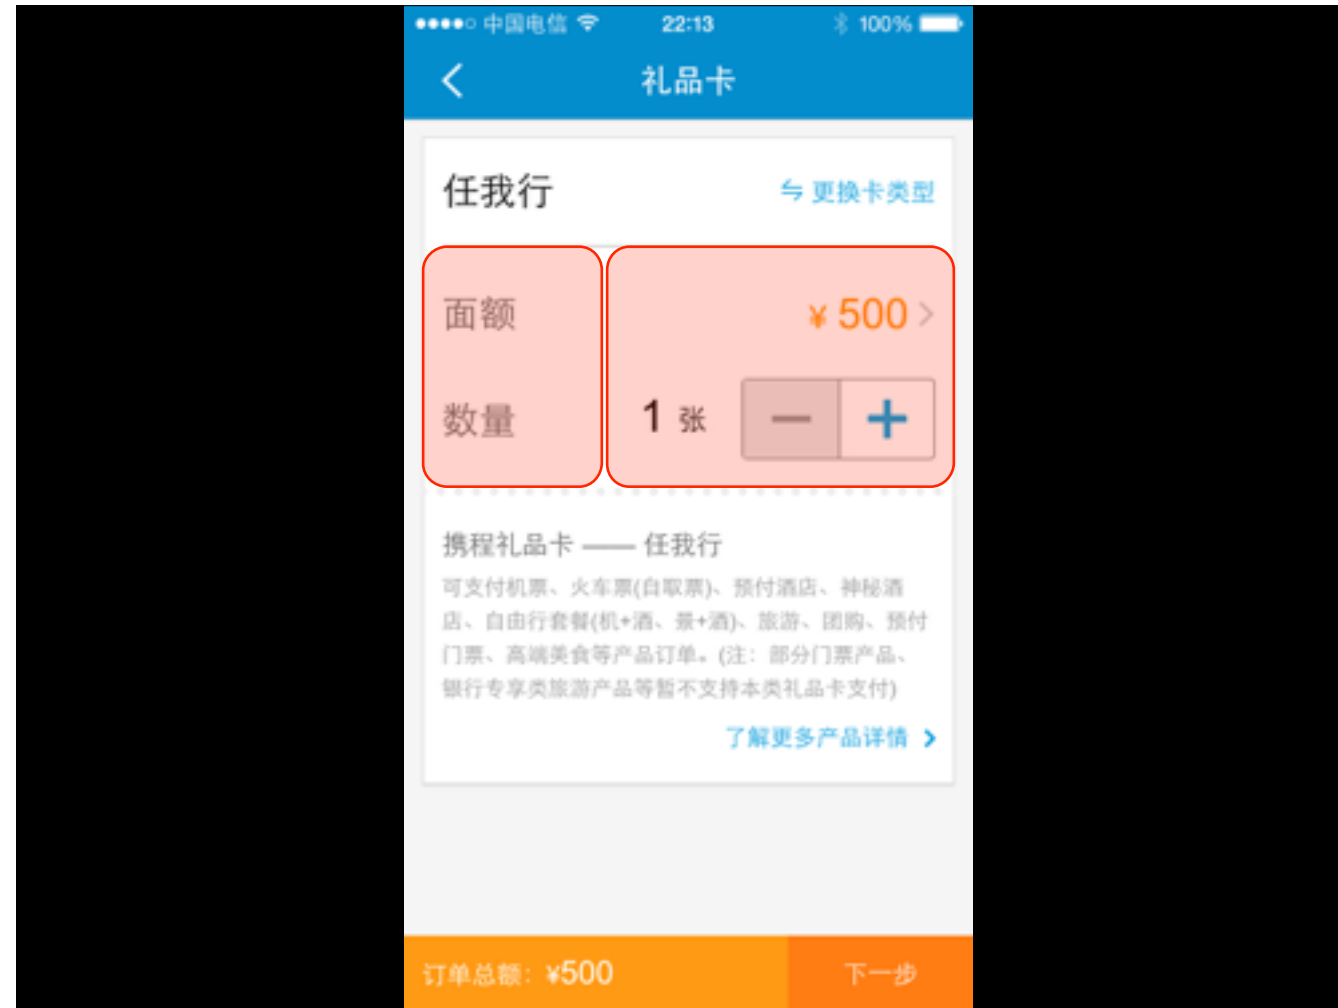 中国电信 22:13 100%
礼品卡
任我行 更换卡类型
面额 ¥ 500
数量 1 张
携程礼品卡 —— 任我行
可支付机票、火车票(自取票)、预付酒店、神秘酒
店、自由行套餐(机+酒、景+酒)、旅游、团购、预付
门票、高端美食等产品订单。(注：部分门票产品、
银行专享类旅游产品等暂不支持本类礼品卡支付)
了解更多产品详情
订单总额：¥500 下一步